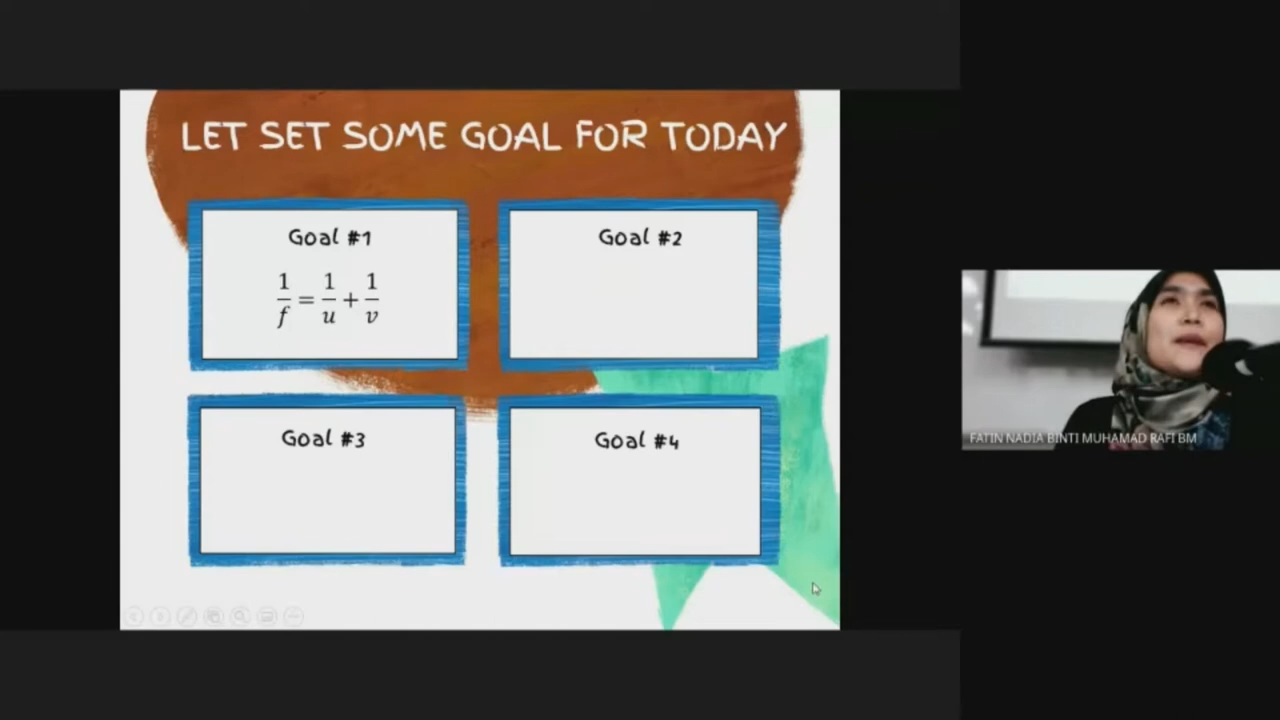 LET SET SOME GOAL FOR TODAY
Goal #1
1/f = 1/u + 1/v
Goal #2
Goal #3
Goal #4
FATIN NADIA BINTI MUHAMAD RAFI BM